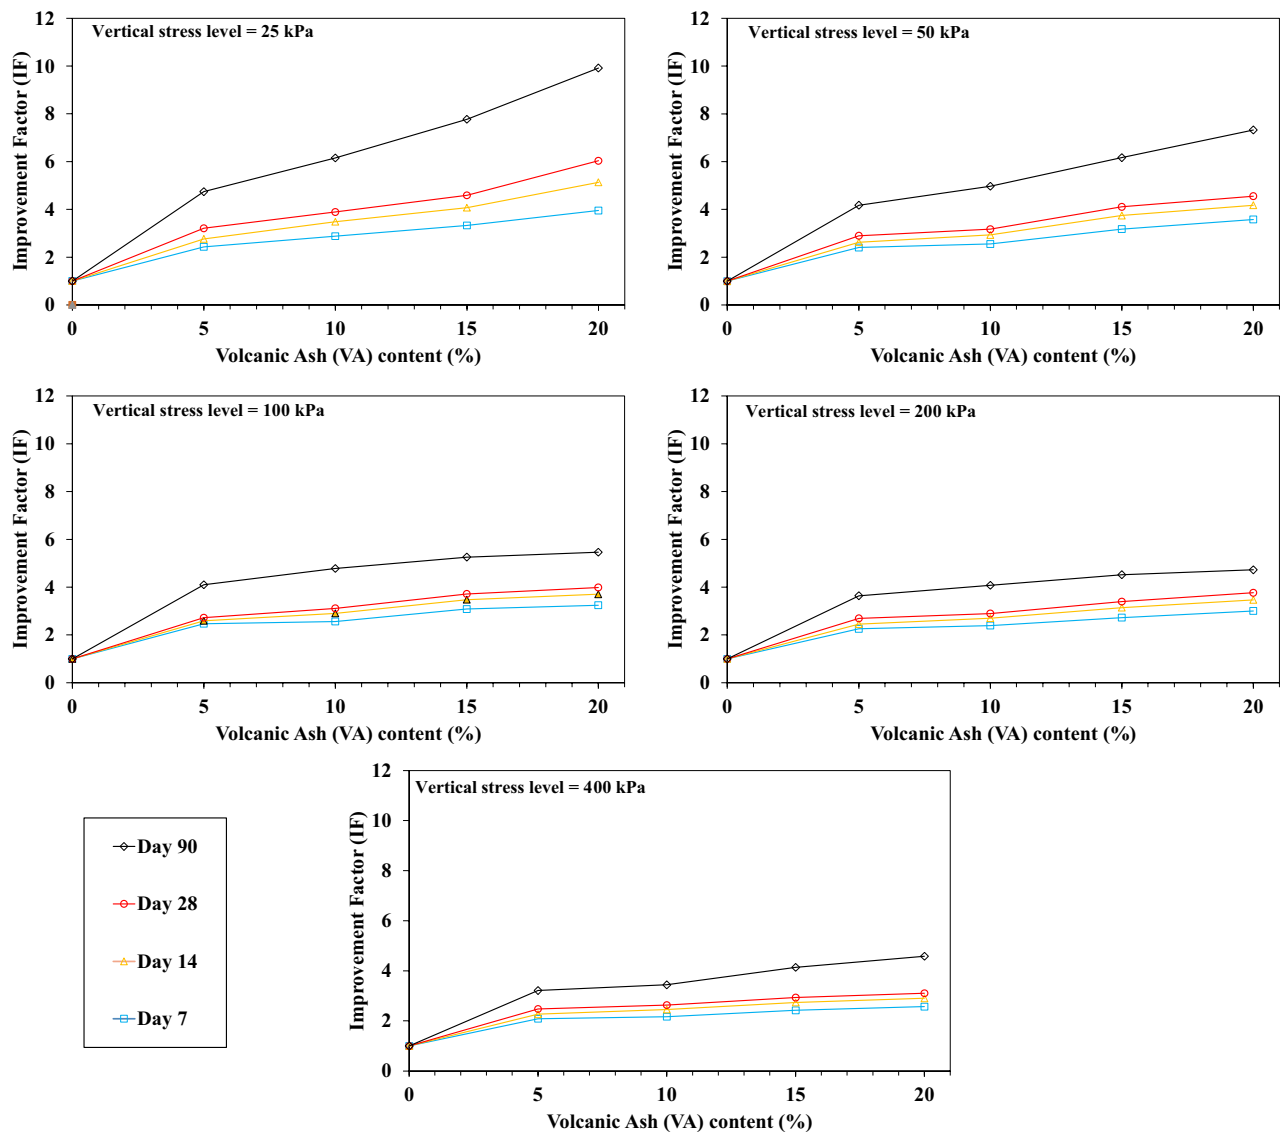 Vertical stress level = 25 kPa
Improvement Factor (IF)
12
10
8
6
4
2
0
0 5 10 15 20
Volcanic Ash (VA) content (%)
Vertical stress level = 50 kPa
Improvement Factor (IF)
12
10
8
6
4
2
0
0 5 10 15 20
Volcanic Ash (VA) content (%)
Vertical stress level = 100 kPa
Improvement Factor (IF)
12
10
8
6
4
2
0
0 5 10 15 20
Volcanic Ash (VA) content (%)
Vertical stress level = 200 kPa
Improvement Factor (IF)
12
10
8
6
4
2
0
0 5 10 15 20
Volcanic Ash (VA) content (%)
Day 90
Day 28
Day 14
Day 7
Vertical stress level = 400 kPa
Improvement Factor (IF)
12
10
8
6
4
2
0
0 5 10 15 20
Volcanic Ash (VA) content (%)